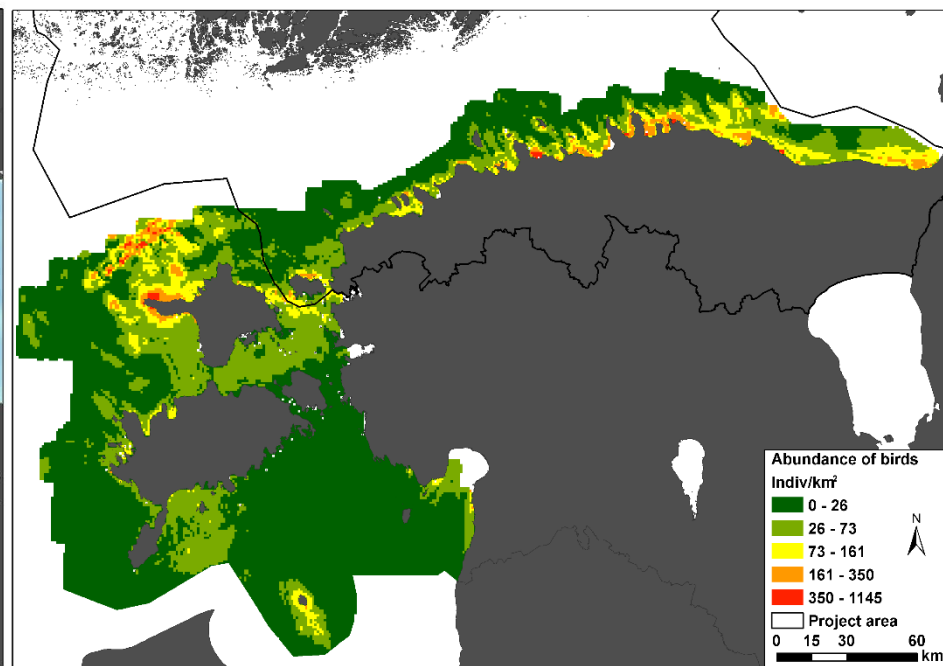 Abundance of birds
Indiv/km²
0 - 26
26 - 73
73 - 161
161 - 350
350 - 1145
Project area
N
0 15 30 60
km